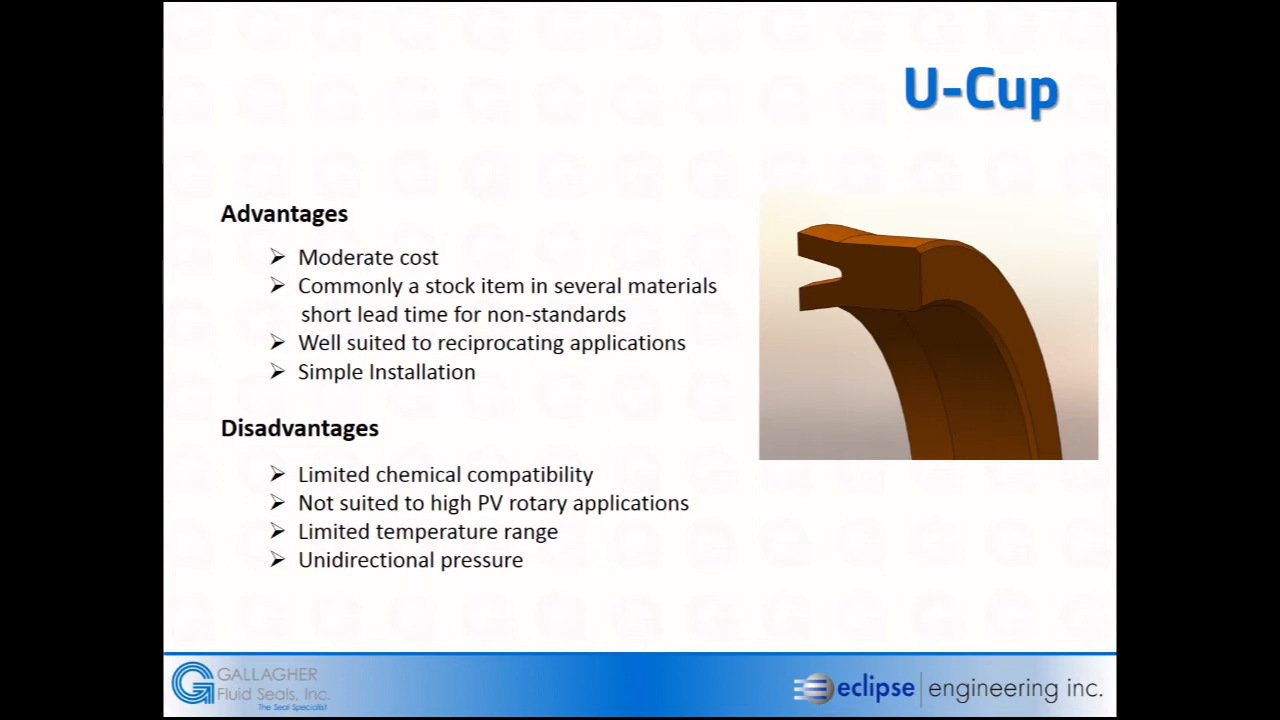 U-Cup
Advantages
➢ Moderate cost
➢ Commonly a stock item in several materials
short lead time for non-standards
➢ Well suited to reciprocating applications
➢ Simple Installation
Disadvantages
➢ Limited chemical compatibility
➢ Not suited to high PV rotary applications
➢ Limited temperature range
➢ Unidirectional pressure
GALLAGHER
Fluid Seals, Inc.
The Seal Specialist
eclipse | engineering inc.